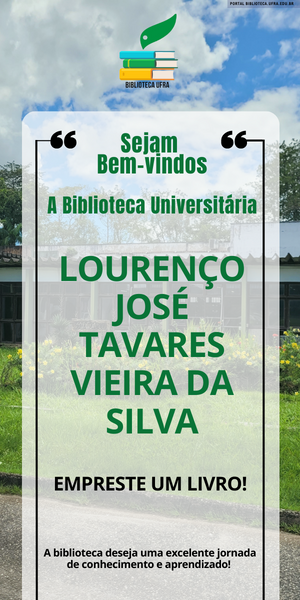 PORTAL.BIBLIOTECA.UFRA.EDU.BR
BIBLIOTECA UFRA
Sejam
Bem-vindos
A Biblioteca Universitária
LOURENÇO
JOSÉ
TAVARES
VIEIRA DA
SILVA
EMPRESTE UM LIVRO!
A biblioteca deseja uma excelente jornada
de conhecimento e aprendizado!